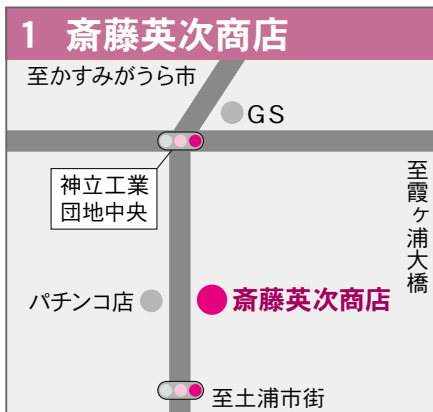 1 斎藤英次商店
至かすみがうら市
GS
神立工業
団地中央
至霞ヶ浦大橋
パチンコ店
斎藤英次商店
至土浦市街